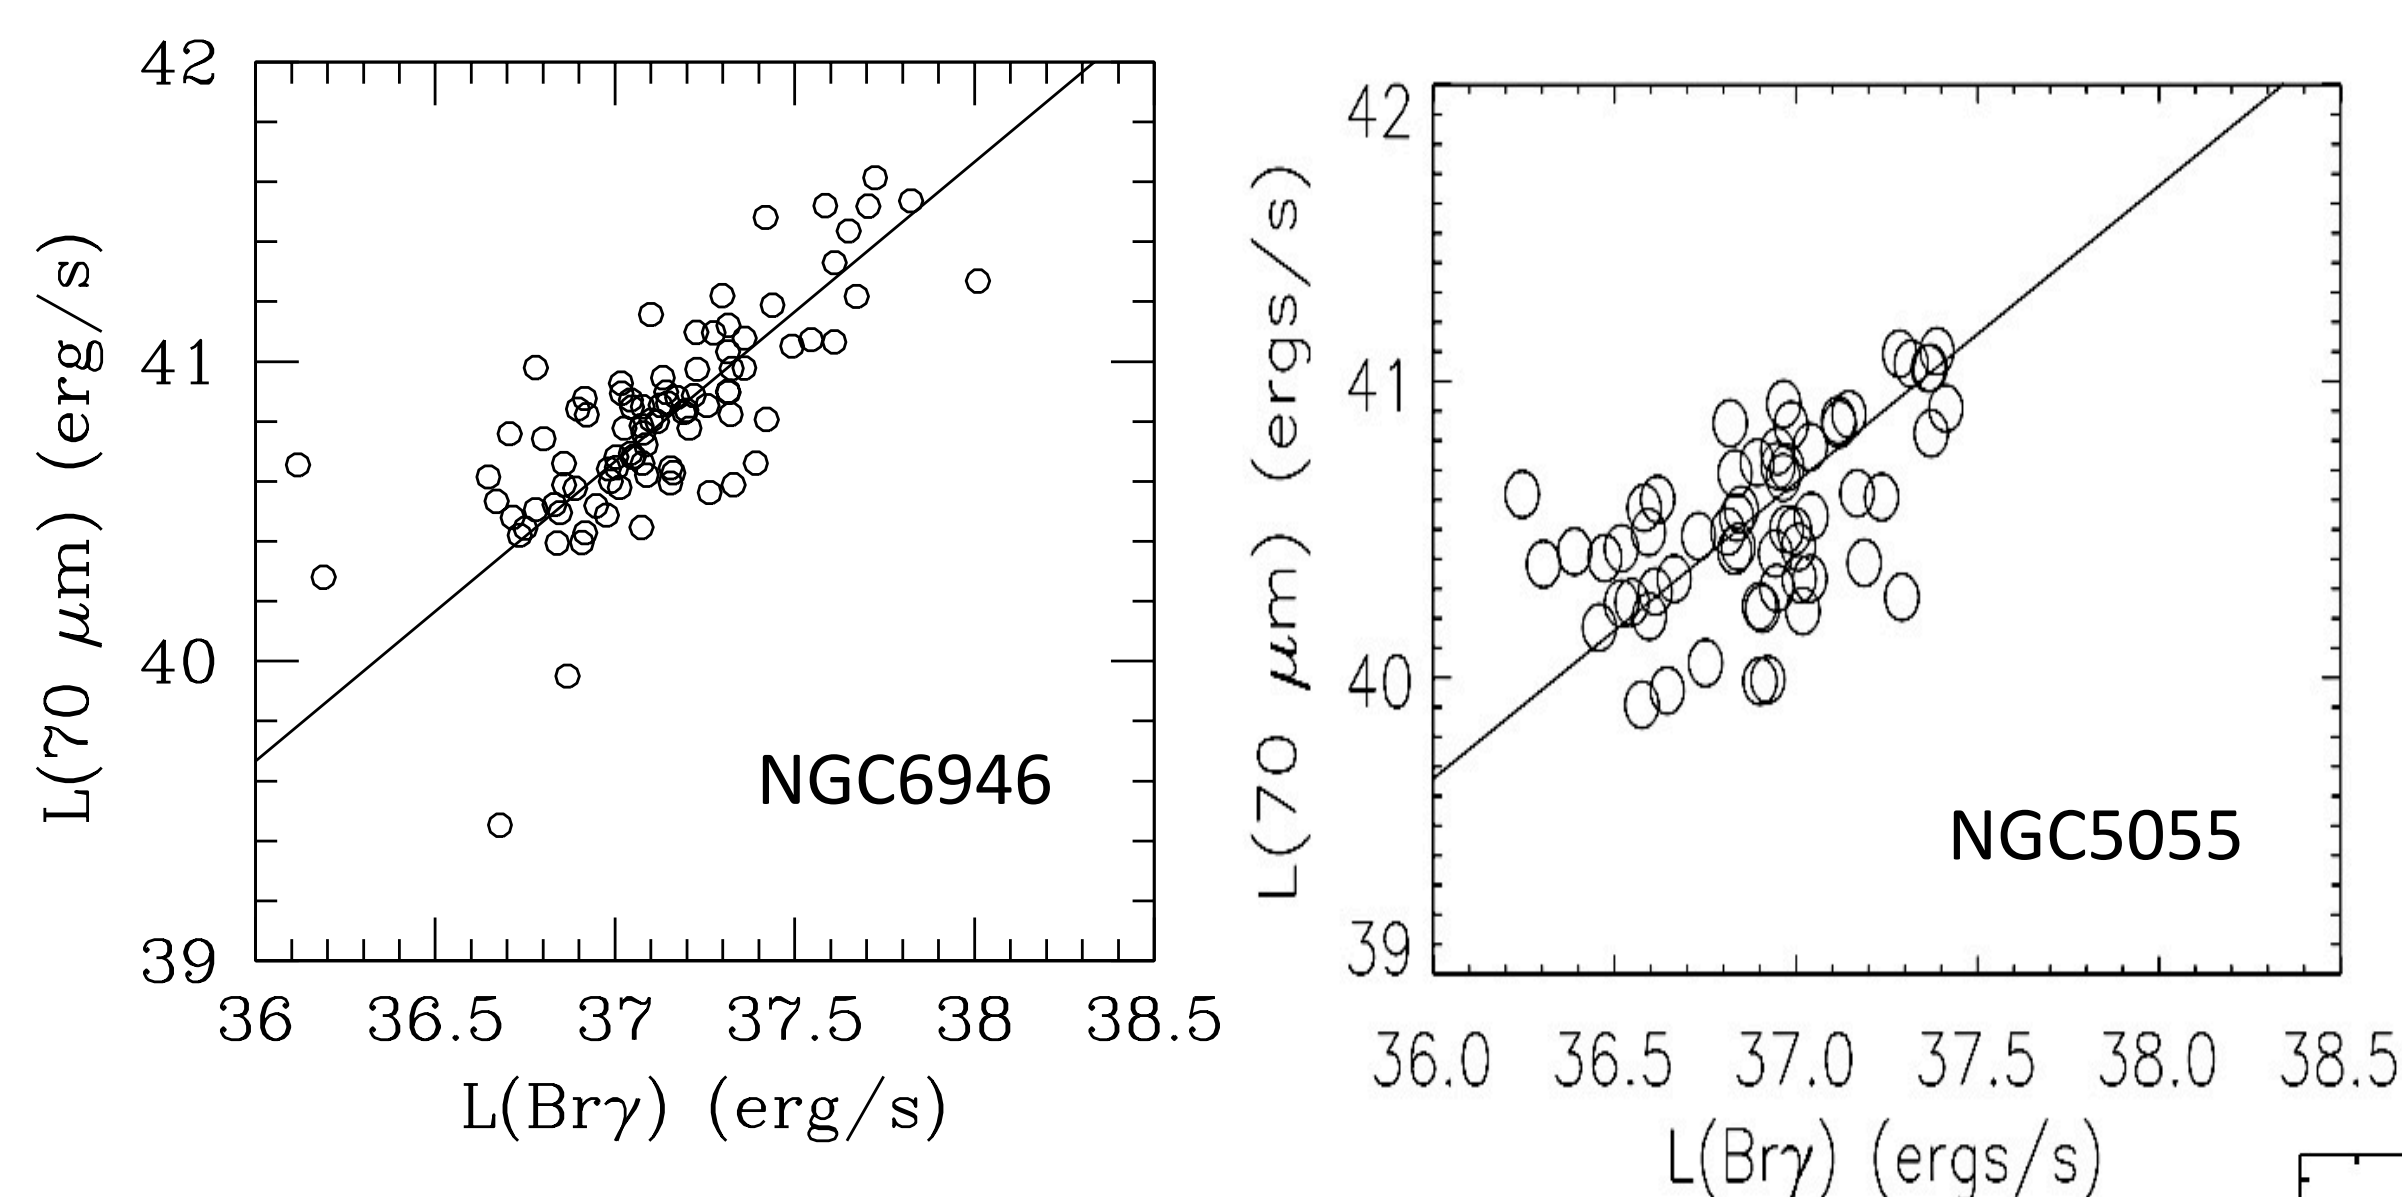 42
41
40
39
36 36.5 37 37.5 38 38.5
L(70 μm) (erg/s)
L(Brγ) (erg/s)
NGC6946
42
41
40
39
36.0 36.5 37.0 37.5 38.0 38.5
L(70 μm) (ergs/s)
L(Brγ) (ergs/s)
NGC5055